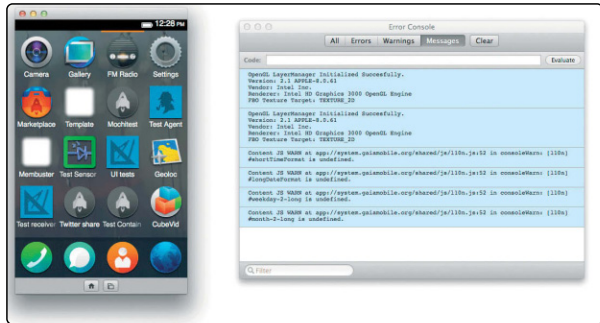 12:28 PM
Camera Gallery FM Radio Settings
Marketplace Template Mochitest Test Agent
Membuster Test Sensor UI tests Geoloc
Test receiver Twitter share Test Contain CubeVid
Error Console
All Errors Warnings Messages Clear
Code: Evaluate
OpenGL LayerManager Initialized Succesfully.
Version: 2.1 APPLE-8.0.61
Vendor: Intel Inc.
Renderer: Intel HD Graphics 3000 OpenGL Engine
FBO Texture Target: TEXTURE_2D
OpenGL LayerManager Initialized Succesfully.
Version: 2.1 APPLE-8.0.61
Vendor: Intel Inc.
Renderer: Intel HD Graphics 3000 OpenGL Engine
FBO Texture Target: TEXTURE_2D
Content JS WARN at app://system.gaiamobile.org/shared/js/l10n.js:52 in consoleWarn: [l10n]
#shortTimeFormat is undefined.
Content JS WARN at app://system.gaiamobile.org/shared/js/l10n.js:52 in consoleWarn: [l10n]
#longDateFormat is undefined.
Content JS WARN at app://system.gaiamobile.org/shared/js/l10n.js:52 in consoleWarn: [l10n]
#weekday-2-long is undefined.
Content JS WARN at app://system.gaiamobile.org/shared/js/l10n.js:52 in consoleWarn: [l10n]
#month-2-long is undefined.
Filter